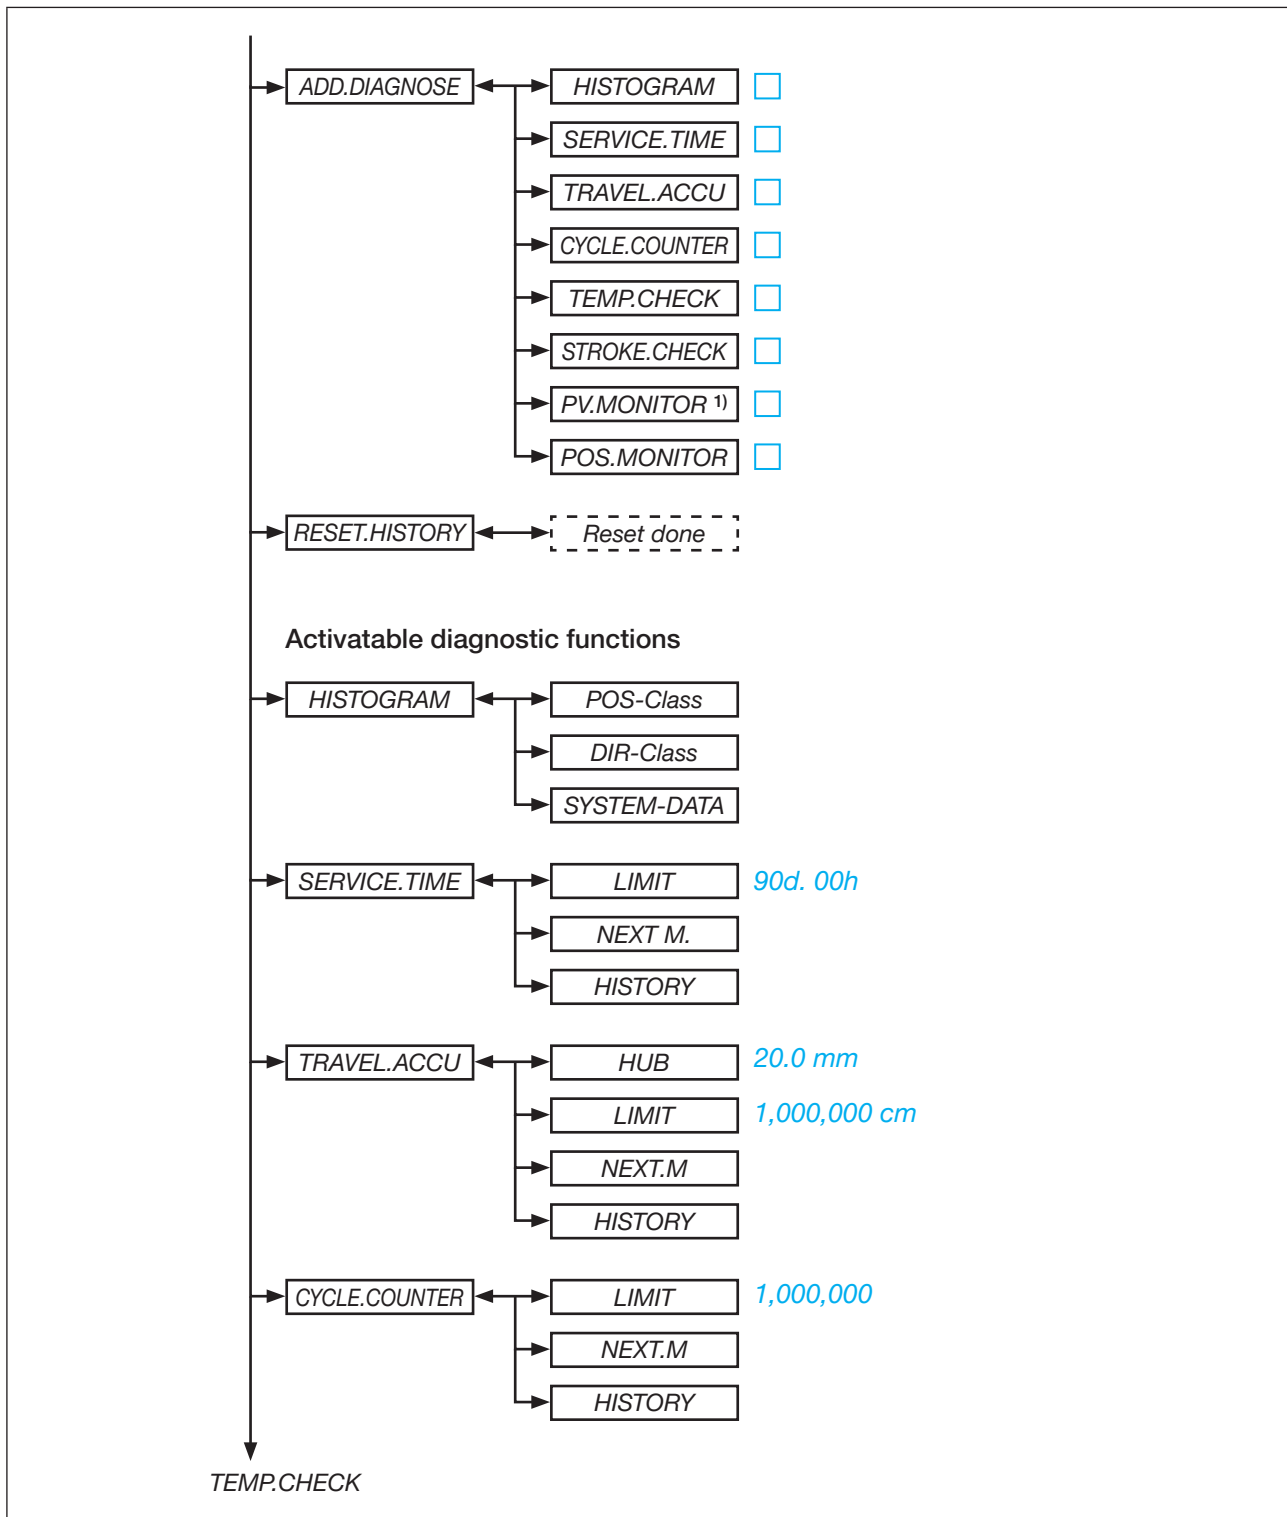 ADD.DIAGNOSE HISTOGRAM
SERVICE.TIME
TRAVEL.ACCU
CYCLE.COUNTER
TEMP.CHECK
STROKE.CHECK
PV.MONITOR 1)
POS.MONITOR
RESET.HISTORY Reset done
Activatable diagnostic functions
HISTOGRAM POS-Class
DIR-Class
SYSTEM-DATA
SERVICE.TIME LIMIT 90d. 00h
NEXT M.
HISTORY
TRAVEL.ACCU HUB 20.0 mm
LIMIT 1,000,000 cm
NEXT.M
HISTORY
CYCLE.COUNTER LIMIT 1,000,000
NEXT.M
HISTORY
TEMP.CHECK